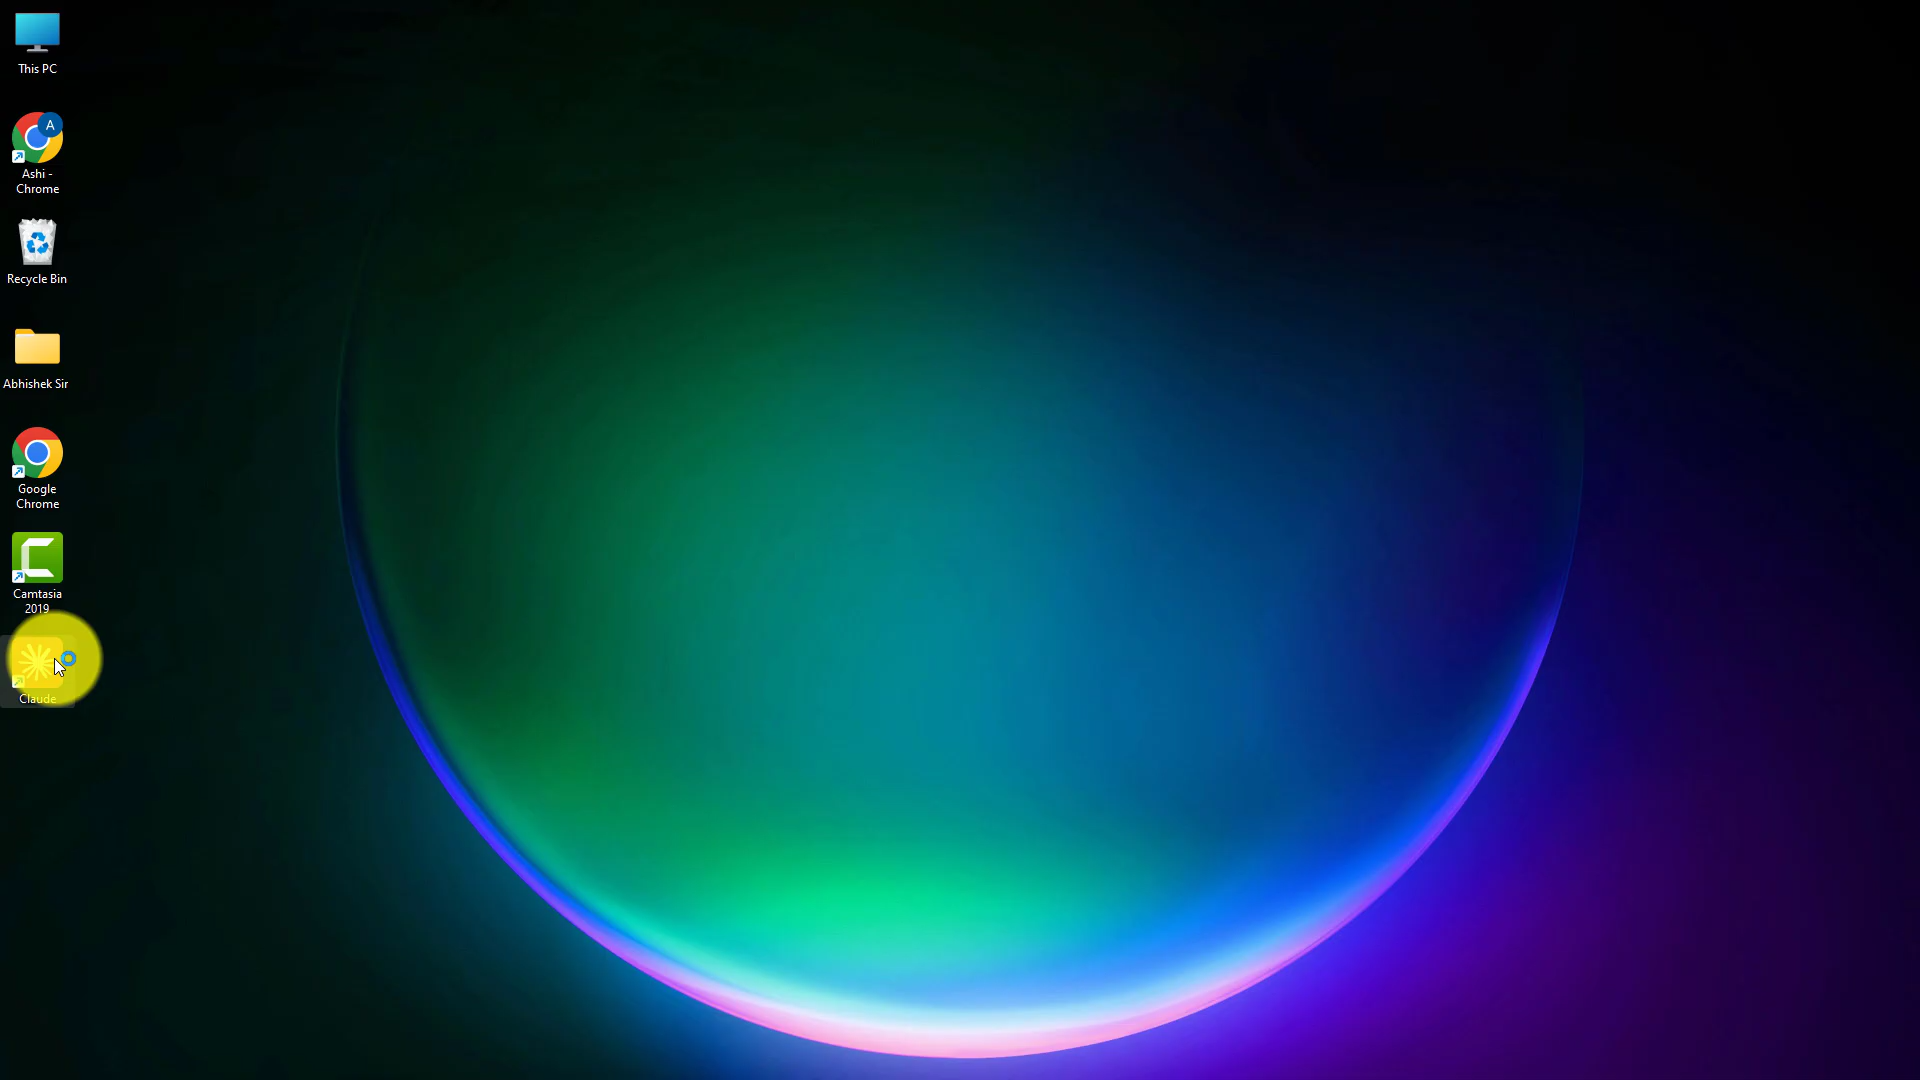 This PC
A
Ashi -
Chrome
Recycle Bin
Abhishek Sir
Google
Chrome
Camtasia
2019
Claude